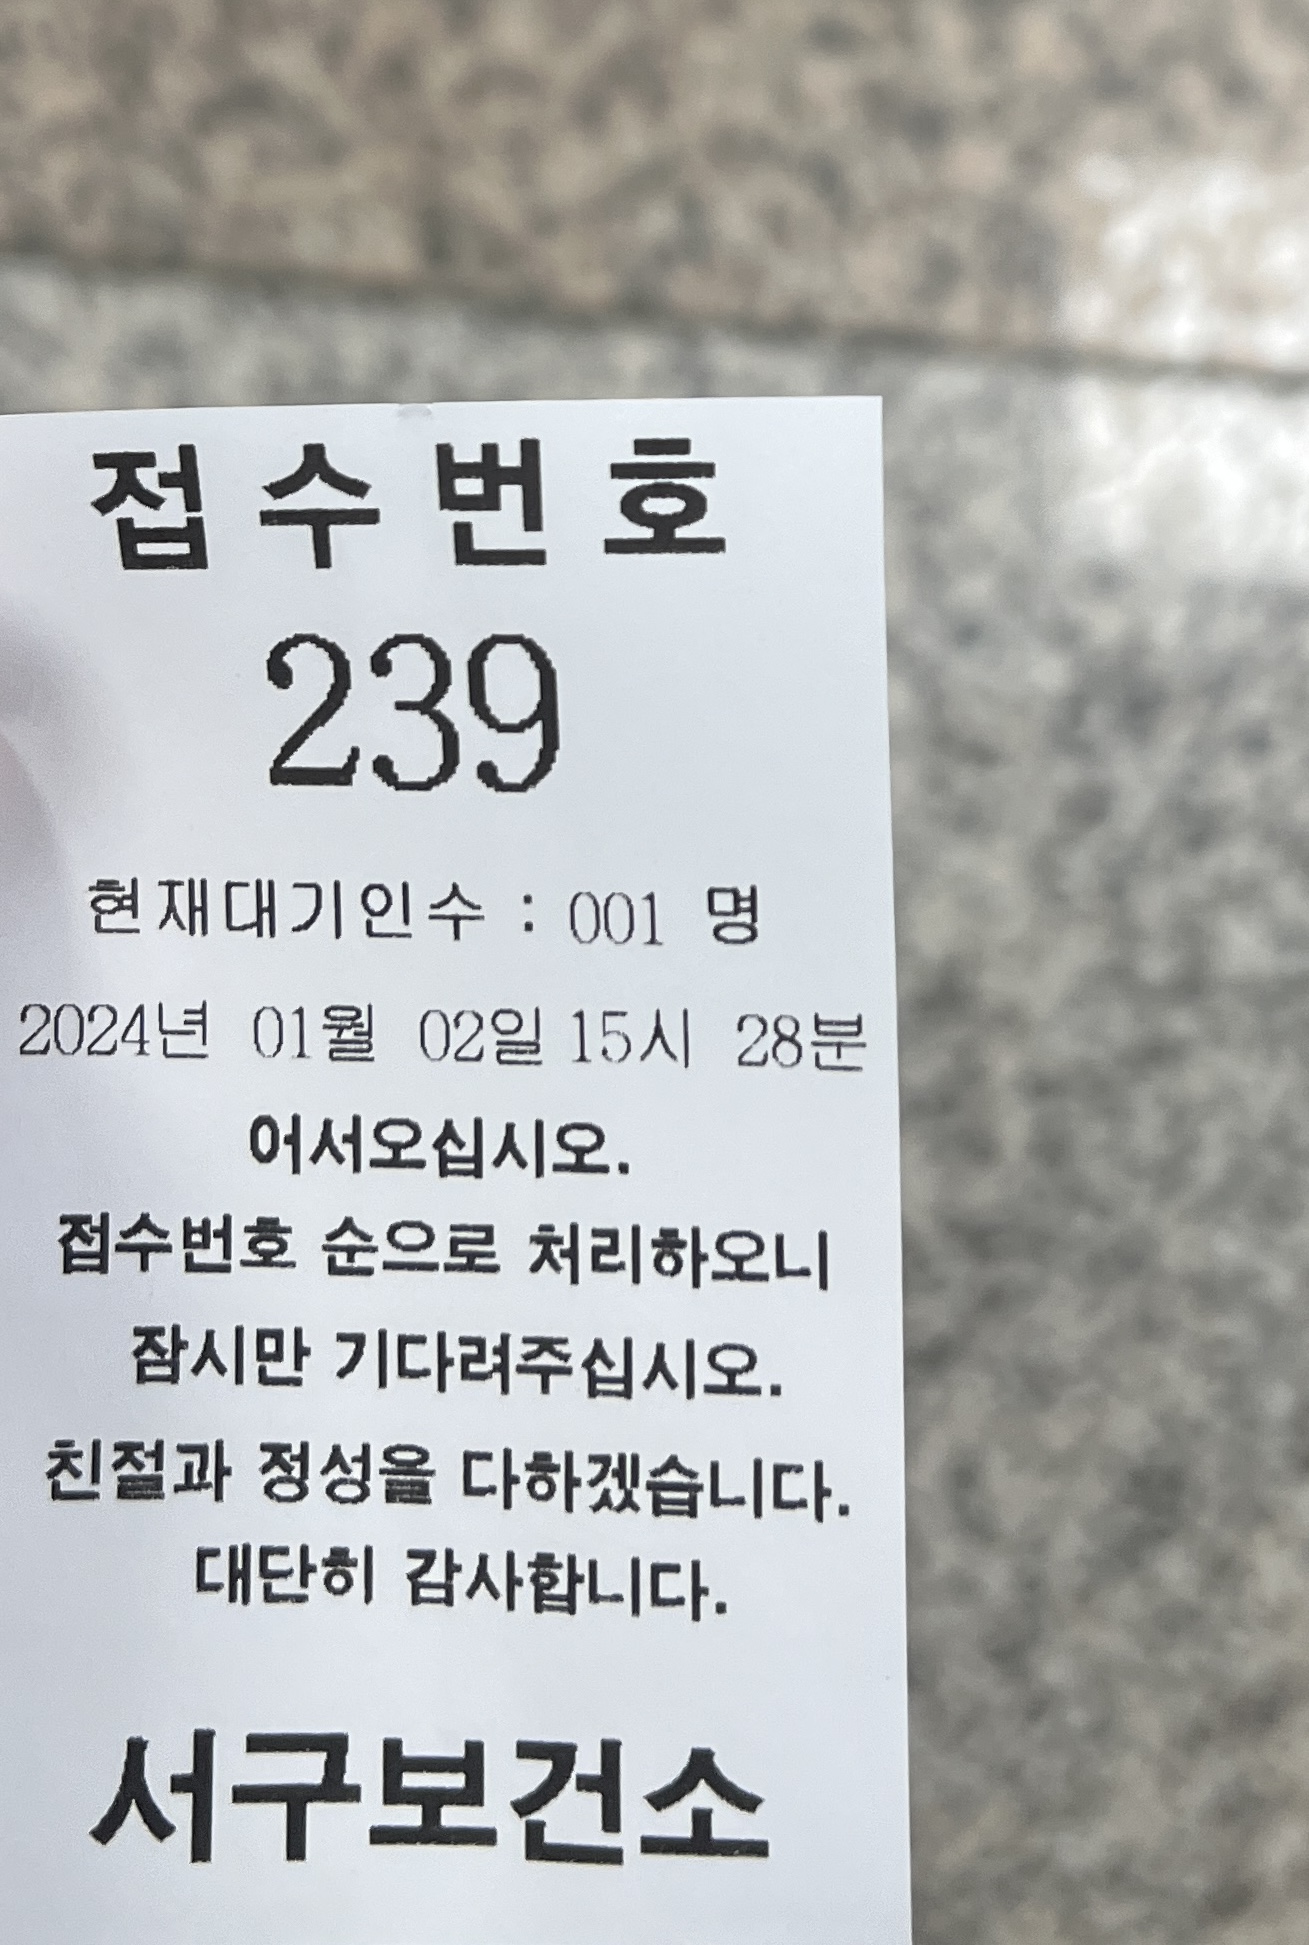 접수번호
239
현재대기인수 : 001 명
2024년 01월 02일 15시 28분
어서오십시오.
접수번호 순으로 처리하오니
잠시만 기다려주십시오.
친절과 정성을 다하겠습니다.
대단히 감사합니다.
서구보건소